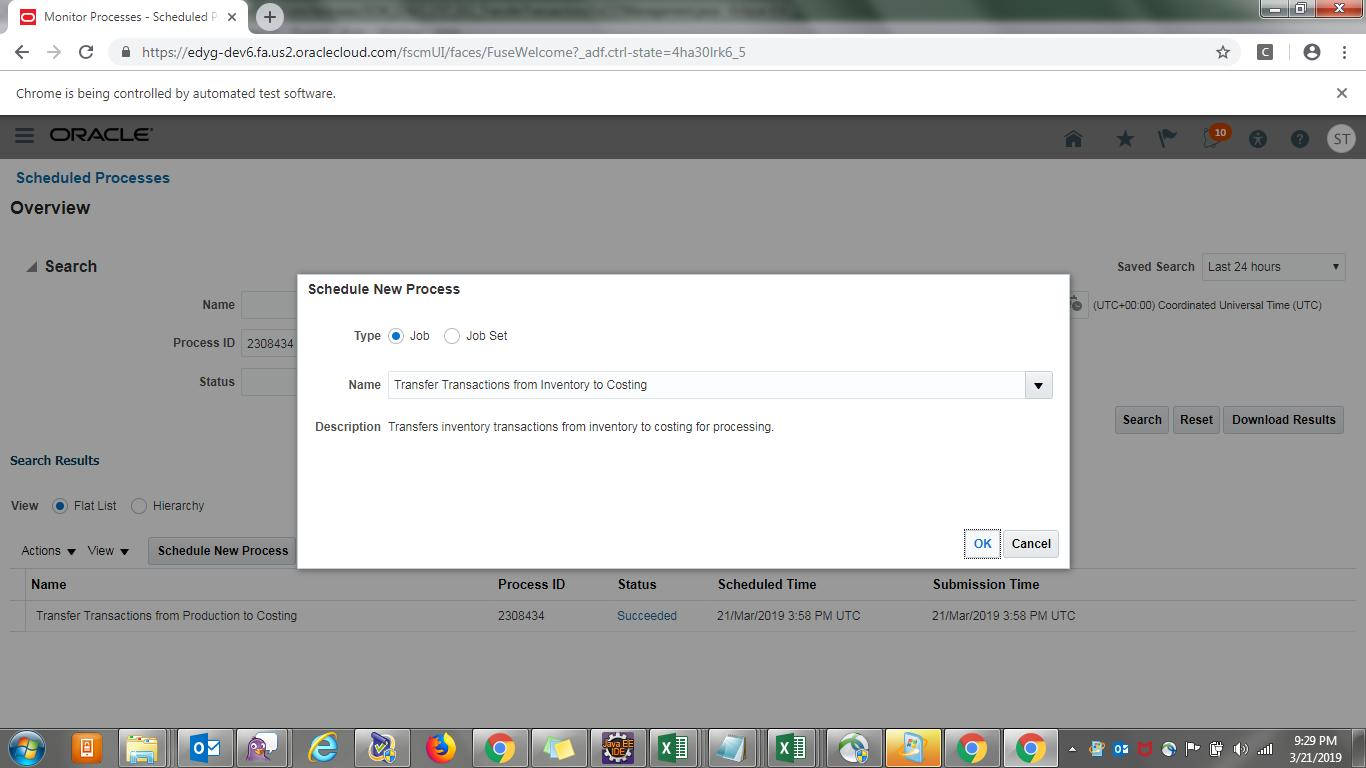 Monitor Processes - Scheduled P
https://edyg-dev6.fa.us2.oraclecloud.com/fscmUI/faces/FuseWelcome?_adf.ctrl-state=4ha30lrk6_5
C
Chrome is being controlled by automated test software.
ORACLE
10
ST
Scheduled Processes
Overview
Search
Saved Search Last 24 hours
Name
(UTC+00:00) Coordinated Universal Time (UTC)
Process ID 2308434
Status
Search Reset Download Results
Schedule New Process
Type Job Job Set
Name Transfer Transactions from Inventory to Costing
Description Transfers inventory transactions from inventory to costing for processing.
OK Cancel
Search Results
View Flat List Hierarchy
Actions View Schedule New Process
Name Process ID Status Scheduled Time Submission Time
Transfer Transactions from Production to Costing 2308434 Succeeded 21/Mar/2019 3:58 PM UTC 21/Mar/2019 3:58 PM UTC
Java EE
IDE
9:29 PM
3/21/2019